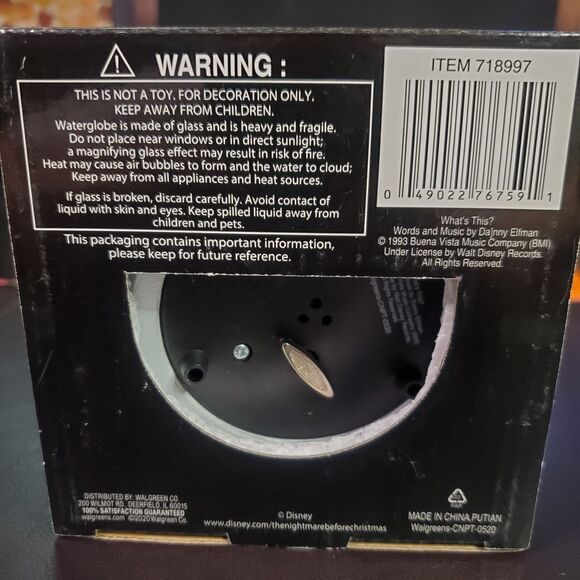 WARNING :
THIS IS NOT A TOY. FOR DECORATION ONLY.
KEEP AWAY FROM CHILDREN.
Waterglobe is made of glass and is heavy and fragile.
Do not place near windows or in direct sunlight;
a magnifying glass effect may result in risk of fire.
Heat may cause air bubbles to form and the water to cloud;
Keep away from all appliances and heat sources.
If glass is broken, discard carefully. Avoid contact of
liquid with skin and eyes. Keep spilled liquid away from
children and pets.
This packaging contains important information,
please keep for future reference.
ITEM 718997
0 49022 76759 1
What's This?
Words and Music by Danny Elfman
© 1993 Buena Vista Music Company (BMI)
Under License by Walt Disney Records.
All Rights Reserved.
DISTRIBUTED BY: WALGREEN CO.
200 WILMOT RD., DEERFIELD, IL 60015
100% SATISFACTION GUARANTEED
walgreens.com ©2020 Walgreen Co.
© Disney
www.disney.com/thenightmarebeforechristmas
PAP
MADE IN CHINA, PUTIAN
Walgreens-CNPT-0520